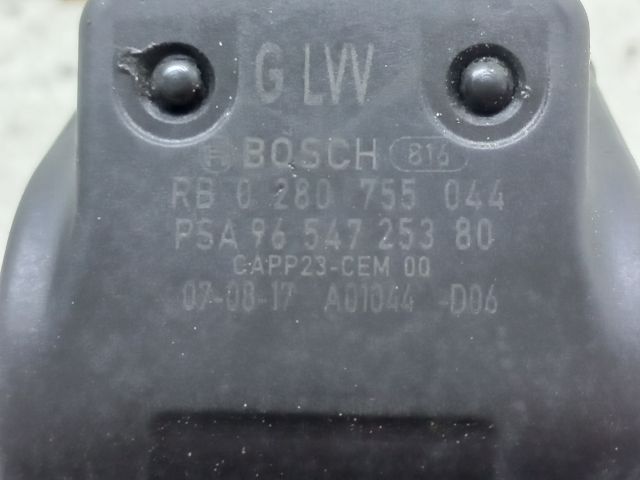 G LVV
BOSCH 816
RB 0 280 755 044
PSA 96 547 253 80
CAPP23-CEM 00
07-08-17 A01044 -D06